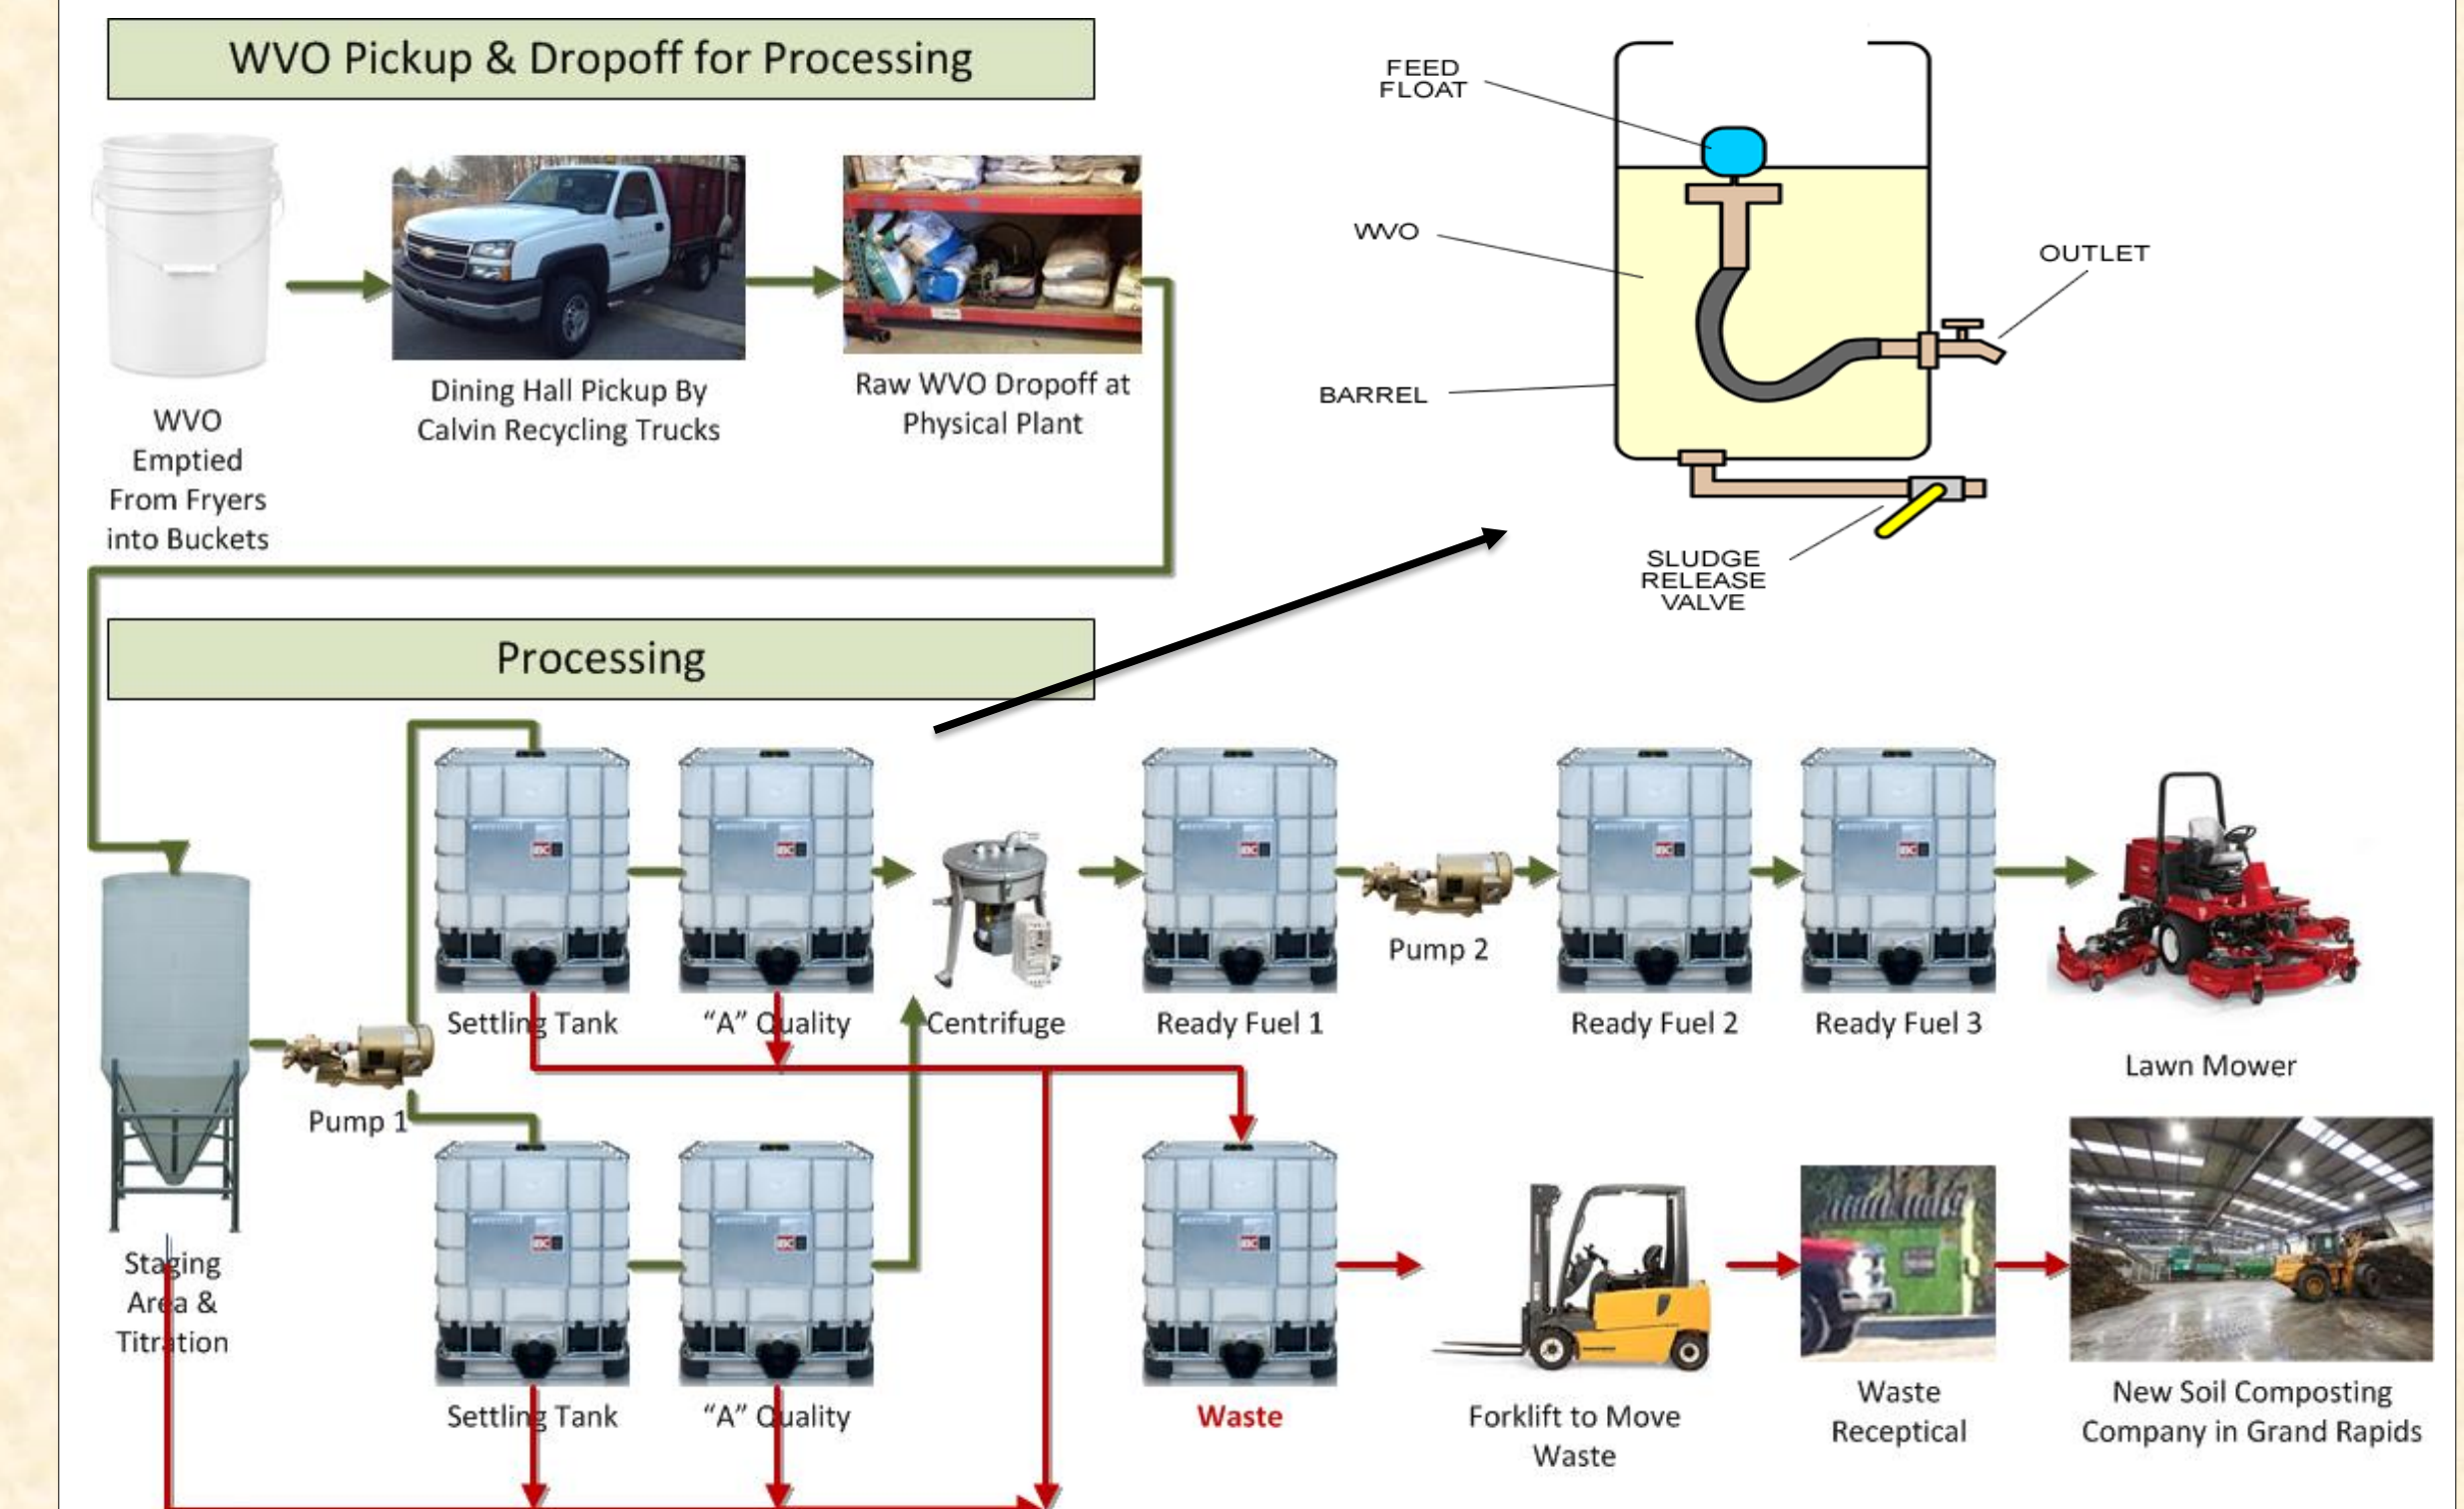 WVO Pickup & Dropoff for Processing
WVO
Emptied
From Fryers
into Buckets
Dining Hall Pickup By
Calvin Recycling Trucks
Raw WVO Dropoff at
Physical Plant
FEED
FLOAT
WVO
BARREL
OUTLET
SLUDGE
RELEASE
VALVE
Processing
Staging
Area &
Titration
Pump 1
Settling Tank
“A” Quality
Centrifuge
Ready Fuel 1
Pump 2
Ready Fuel 2
Ready Fuel 3
Lawn Mower
Settling Tank
“A” Quality
Waste
Forklift to Move
Waste
Waste
Receptical
New Soil Composting
Company in Grand Rapids